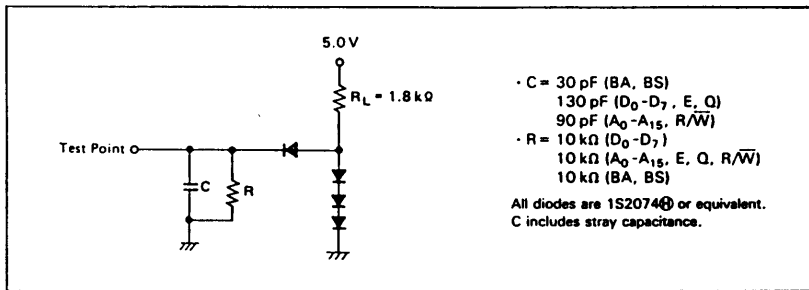 5.0V
R_L = 1.8 kΩ
Test Point
C
R
· C = 30 pF (BA, BS)
130 pF (D₀-D₇, E, Q)
90 pF (A₀-A₁₅, R/W̅)
· R = 10 kΩ (D₀-D₇)
10 kΩ (A₀-A₁₅, E, Q, R/W̅)
10 kΩ (BA, BS)
All diodes are 1S2074Ⓗ or equivalent.
C includes stray capacitance.